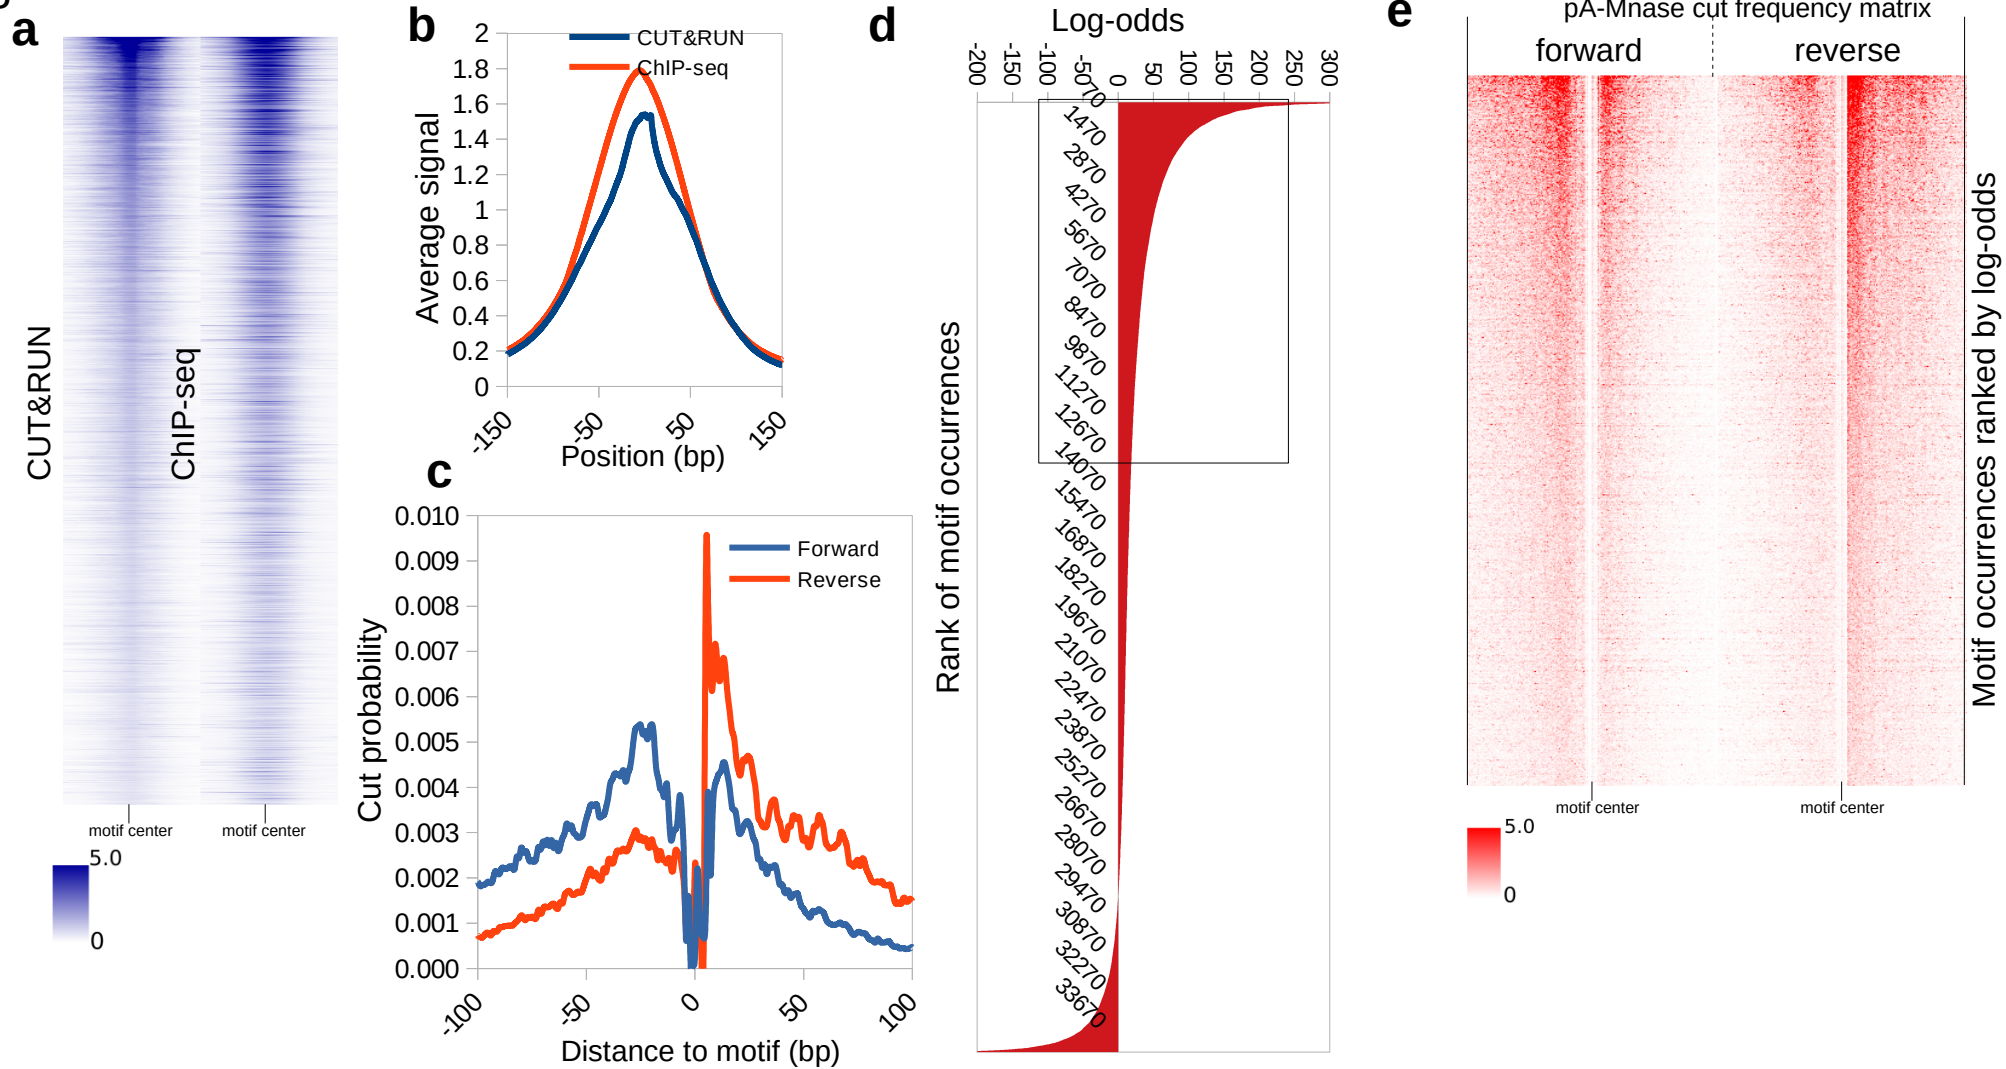 a
CUT&RUN
ChIP-seq
motif center
motif center
5.0
0
b
CUT&RUN
ChIP-seq
2
1.8
1.6
1.4
1.2
1
0.8
0.6
0.4
0.2
0
Average signal
-150
-50
50
150
Position (bp)
c
Forward
Reverse
0.010
0.009
0.008
0.007
0.006
0.005
0.004
0.003
0.002
0.001
0.000
Cut probability
-100
-50
0
50
100
Distance to motif (bp)
d
Log-odds
-200
-150
-100
-50
0
50
100
150
200
250
300
Rank of motif occurrences
70
1470
2870
4270
5670
7070
8470
9870
11270
12670
14070
15470
16870
18270
19670
21070
22470
23870
25270
26670
28070
29470
30870
32270
33670
e
pA-Mnase cut frequency matrix
forward
reverse
Motif occurrences ranked by log-odds
motif center
motif center
5.0
0